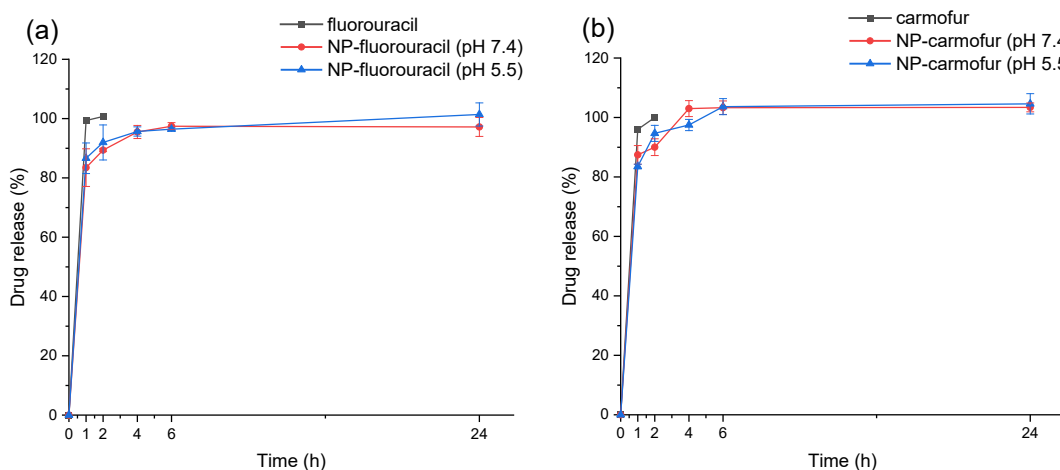 (a)
fluorouracil
NP-fluorouracil (pH 7.4)
NP-fluorouracil (pH 5.5)
120
100
80
60
40
20
0
Drug release (%)
0 1 2 4 6 24
Time (h)
(b)
carmofur
NP-carmofur (pH 7.4
NP-carmofur (pH 5.5
120
100
80
60
40
20
0
Drug release (%)
0 1 2 4 6 24
Time (h)